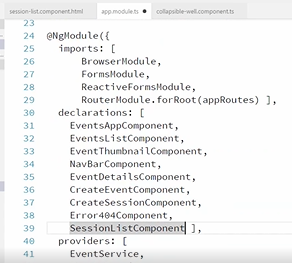 session-list.component.html app.module.ts collapsible-well.component.ts
23
24 @NgModule({
25 imports: [
26 BrowserModule,
27 FormsModule,
28 ReactiveFormsModule,
29 RouterModule.forRoot(appRoutes) ],
30 declarations: [
31 EventsAppComponent,
32 EventsListComponent,
33 EventThumbnailComponent,
34 NavBarComponent,
35 EventDetailsComponent,
36 CreateEventComponent,
37 CreateSessionComponent,
38 Error404Component,
39 SessionListComponent ],
40 providers: [
41 EventService,